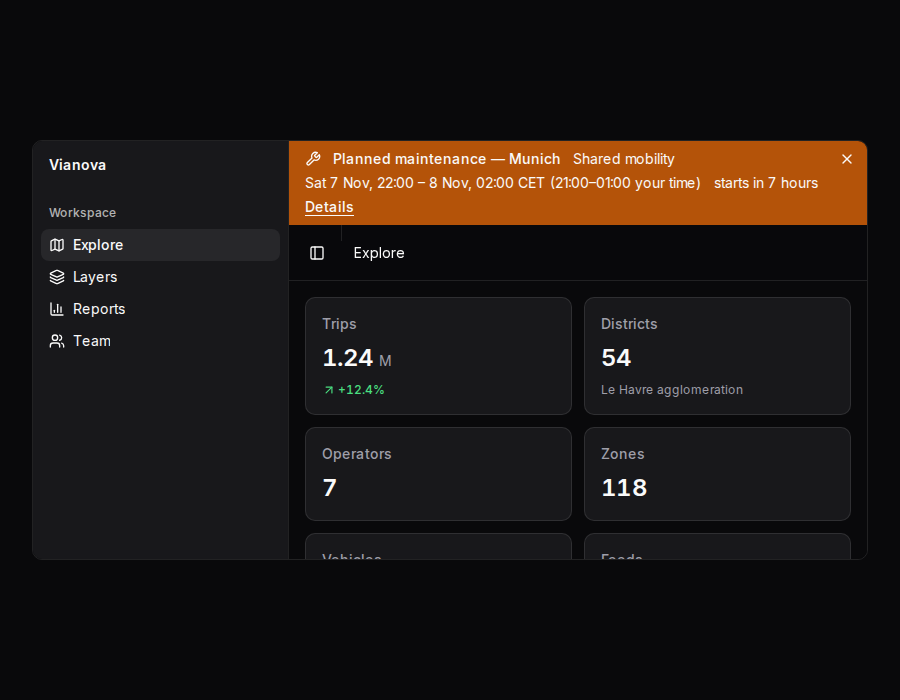 Vianova
Workspace
Explore
Layers
Reports
Team
Planned maintenance — Munich Shared mobility
Sat 7 Nov, 22:00 – 8 Nov, 02:00 CET (21:00–01:00 your time) starts in 7 hours
Details
Explore
Trips
1.24 M
+12.4%
Districts
54
Le Havre agglomeration
Operators
7
Zones
118
Vehicles
Feeds